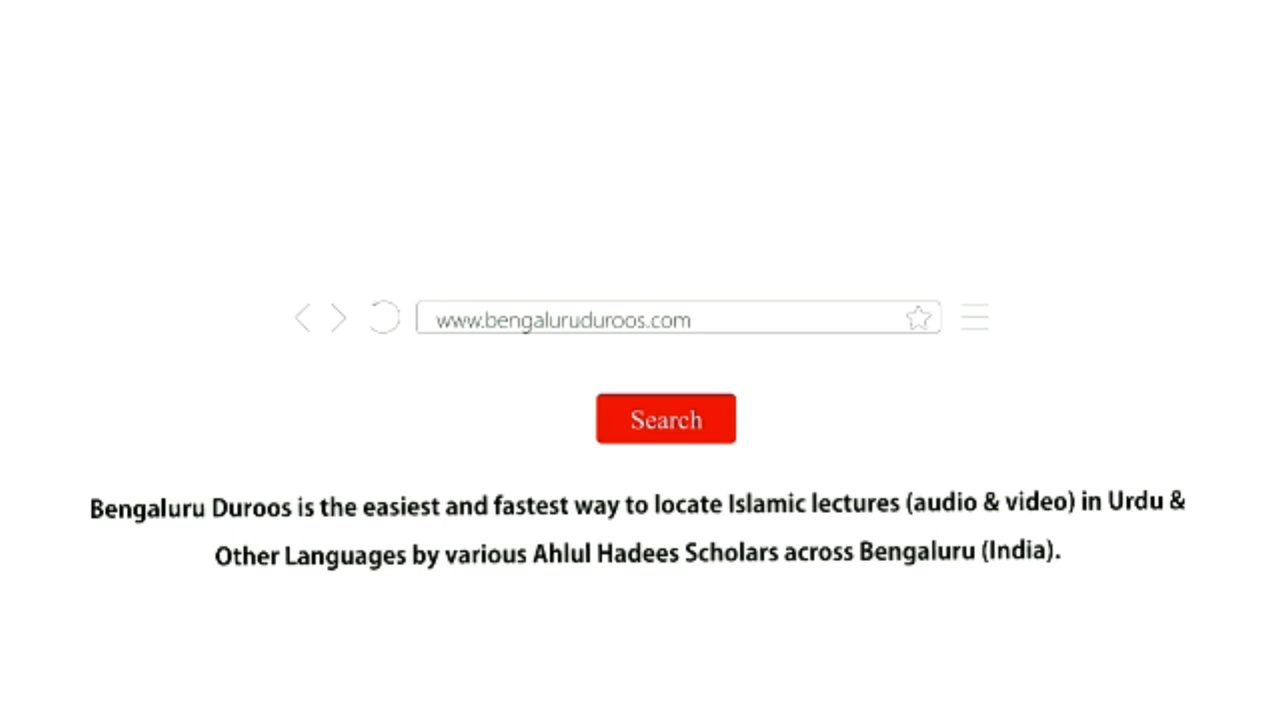 www.bengaluruduroos.com
Search
Bengaluru Duroos is the easiest and fastest way to locate Islamic lectures (audio & video) in Urdu &
Other Languages by various Ahlul Hadees Scholars across Bengaluru (India).